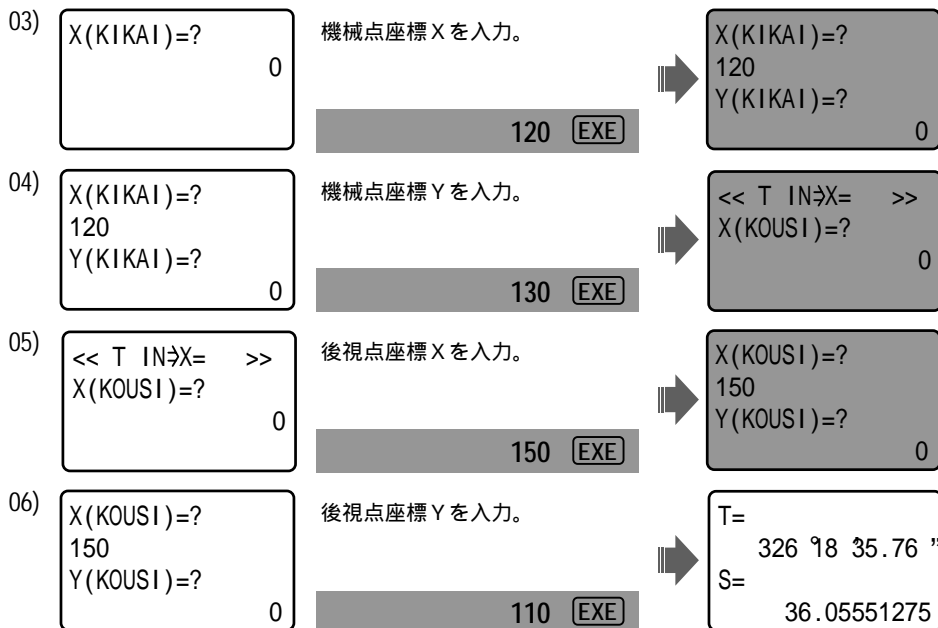 03)
X(KIKAI)=?
0
機械点座標Xを入力。
120 EXE
X(KIKAI)=?
120
Y(KIKAI)=?
0
04)
X(KIKAI)=?
120
Y(KIKAI)=?
0
機械点座標Yを入力。
130 EXE
<< T IN⇒X= >>
X(KOUSI)=?
0
05)
<< T IN⇒X= >>
X(KOUSI)=?
0
後視点座標Xを入力。
150 EXE
X(KOUSI)=?
150
Y(KOUSI)=?
0
06)
X(KOUSI)=?
150
Y(KOUSI)=?
0
後視点座標Yを入力。
110 EXE
T=
326 °18 ’35.76 ”
S=
36.05551275